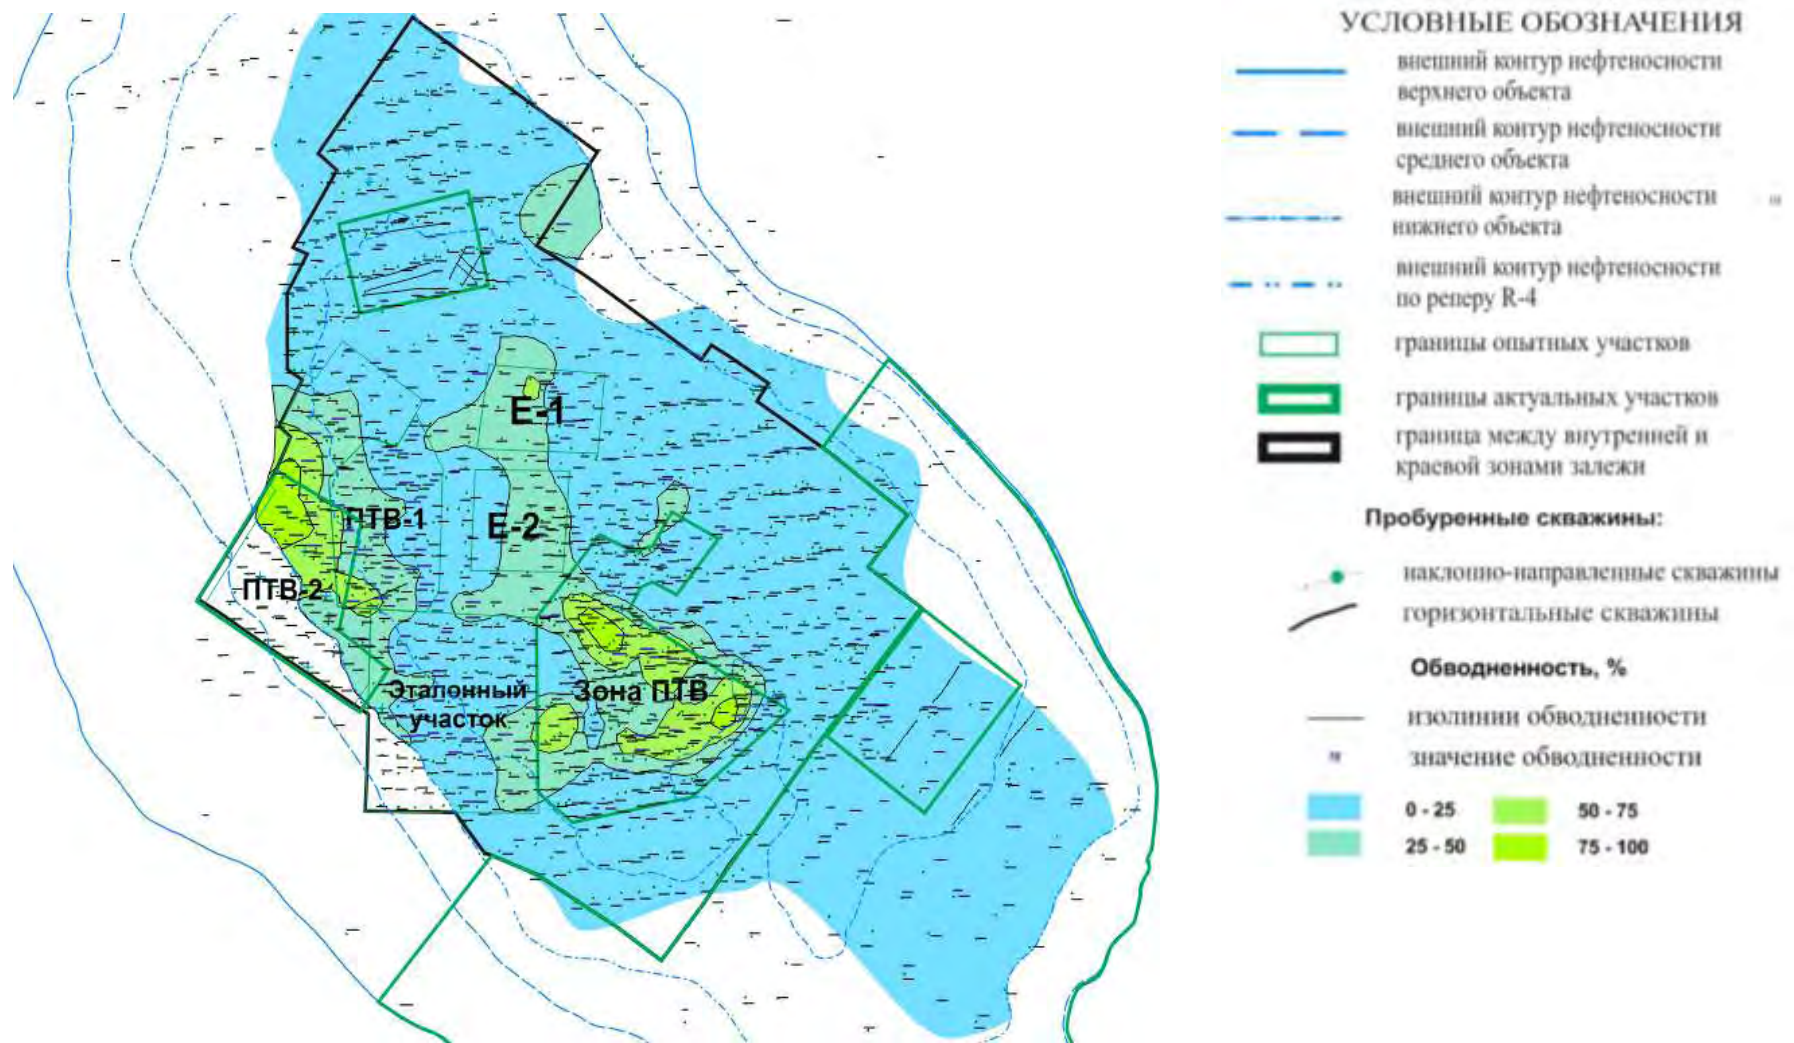 Е-1
Е-2
ПТВ-1
ПТВ-2
Эталонный
участок
Зона ПТВ
УСЛОВНЫЕ ОБОЗНАЧЕНИЯ
внешний контур нефтеносности
верхнего объекта
внешний контур нефтеносности
среднего объекта
внешний контур нефтеносности
нижнего объекта
внешний контур нефтеносности
по реперу R-4
границы опытных участков
границы актуальных участков
граница между внутренней и
краевой зонами залежи
Пробуренные скважины:
наклонно-направленные скважины
горизонтальные скважины
Обводненность, %
изолинии обводненности
значение обводненности
0 - 25
50 - 75
25 - 50
75 - 100